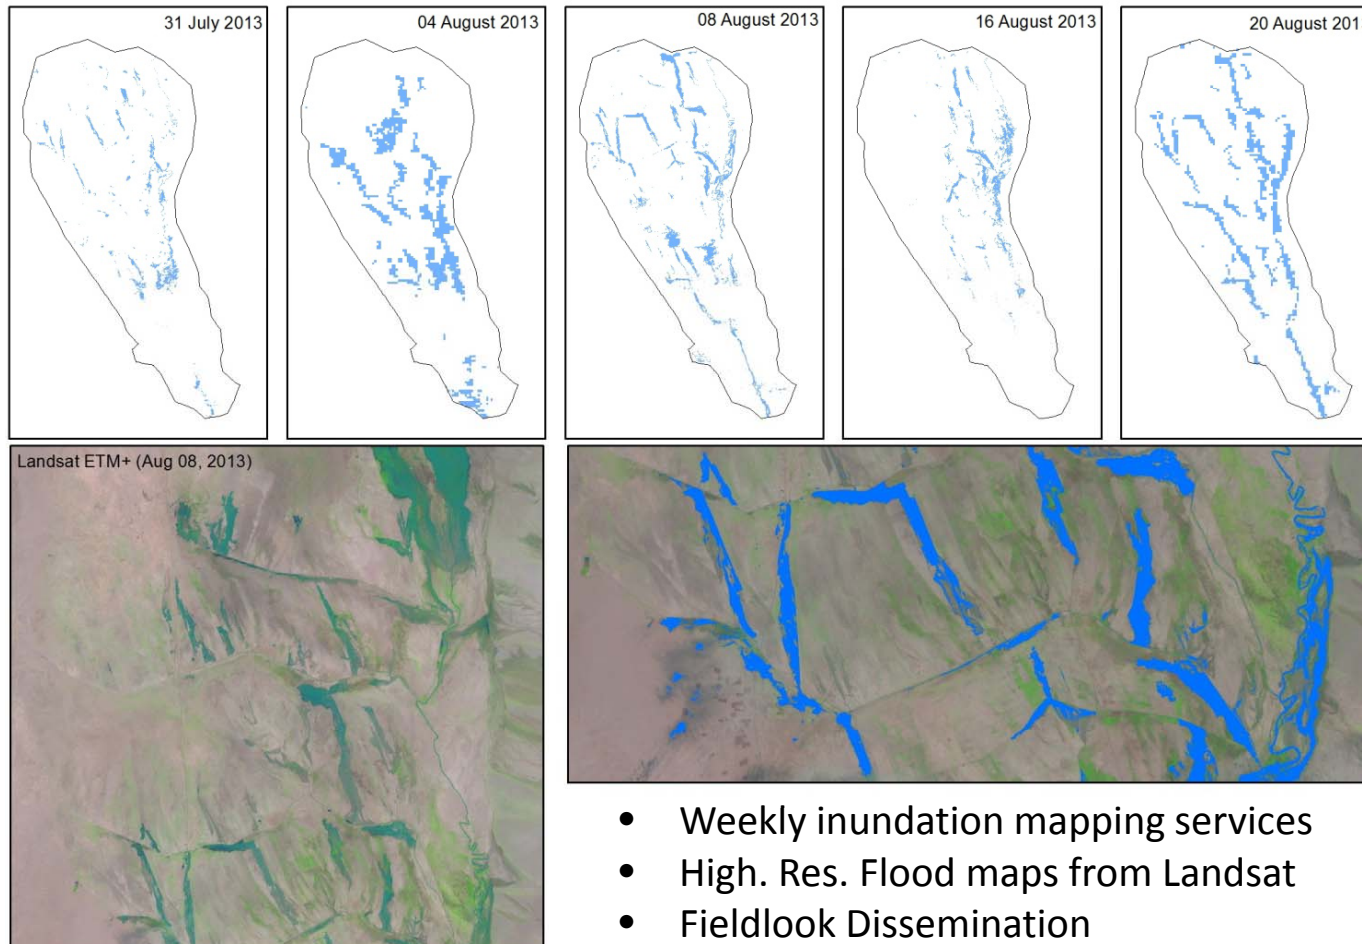 31 July 2013
04 August 2013
08 August 2013
16 August 2013
20 August 201
Landsat ETM+ (Aug 08, 2013)
• Weekly inundation mapping services
• High. Res. Flood maps from Landsat
• Fieldlook Dissemination